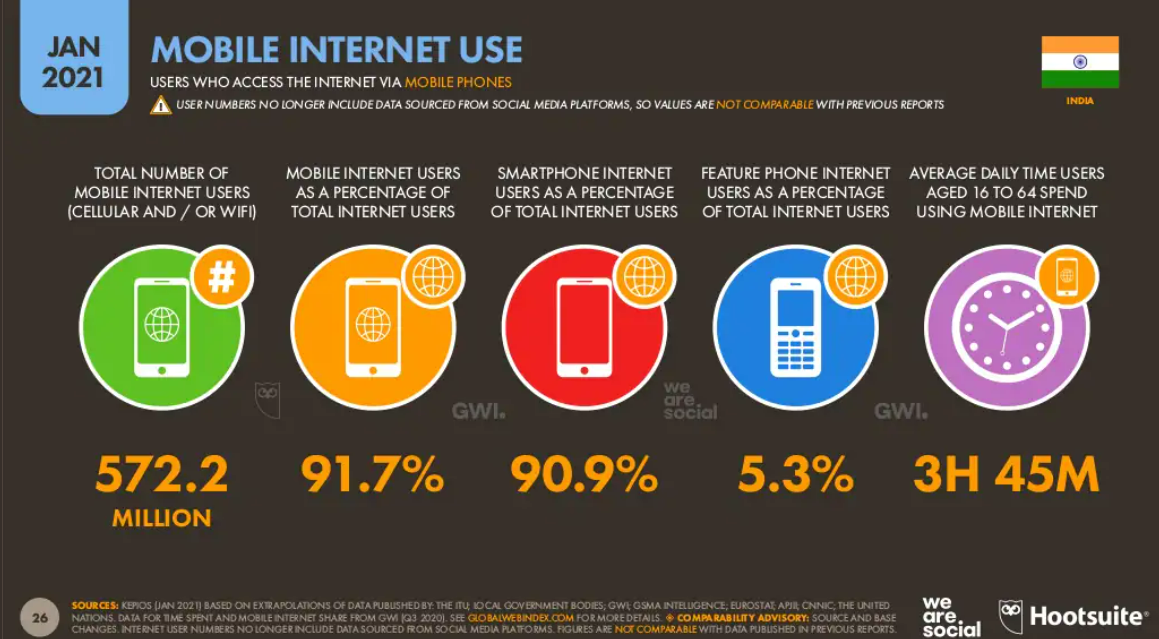 JAN
2021
MOBILE INTERNET USE
USERS WHO ACCESS THE INTERNET VIA MOBILE PHONES
! USER NUMBERS NO LONGER INCLUDE DATA SOURCED FROM SOCIAL MEDIA PLATFORMS, SO VALUES ARE NOT COMPARABLE WITH PREVIOUS REPORTS
INDIA
TOTAL NUMBER OF
MOBILE INTERNET USERS
(CELLULAR AND / OR WIFI)
MOBILE INTERNET USERS
AS A PERCENTAGE OF
TOTAL INTERNET USERS
SMARTPHONE INTERNET
USERS AS A PERCENTAGE
OF TOTAL INTERNET USERS
FEATURE PHONE INTERNET
USERS AS A PERCENTAGE
OF TOTAL INTERNET USERS
AVERAGE DAILY TIME USERS
AGED 16 TO 64 SPEND
USING MOBILE INTERNET
#
GWI.
we
are
social
GWI.
572.2
MILLION
91.7%
90.9%
5.3%
3H 45M
26
SOURCES: KEPIOS (JAN 2021) BASED ON EXTRAPOLATIONS OF DATA PUBLISHED BY: THE ITU; LOCAL GOVERNMENT BODIES; GWI; GSMA INTELLIGENCE; EUROSTAT; APJII; CNNIC; THE UNITED
NATIONS. DATA FOR TIME SPENT AND MOBILE INTERNET SHARE FROM GWI (Q3 2020). SEE GLOBALWEBINDEX.COM FOR MORE DETAILS. ◈ COMPARABILITY ADVISORY: SOURCE AND BASE
CHANGES. INTERNET USER NUMBERS NO LONGER INCLUDE DATA SOURCED FROM SOCIAL MEDIA PLATFORMS. FIGURES ARE NOT COMPARABLE WITH DATA PUBLISHED IN PREVIOUS REPORTS.
we
are
social
Hootsuite®